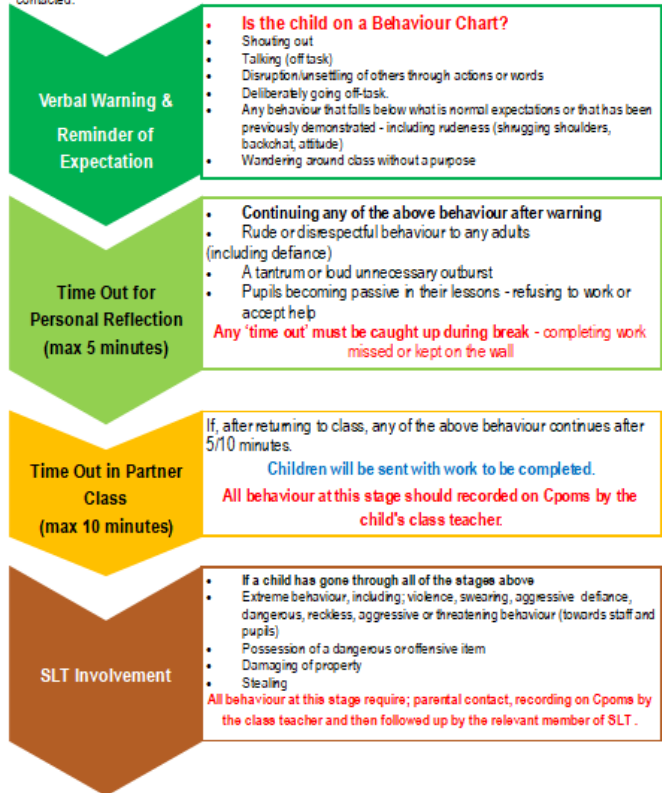 contacted.
Verbal Warning &
Reminder of
Expectation
• Is the child on a Behaviour Chart?
• Shouting out
• Talking (off task)
• Disruption/unsettling of others through actions or words
• Deliberately going off-task.
• Any behaviour that falls below what is normal expectations or that has been
previously demonstrated - including rudeness (shrugging shoulders,
backchat, attitude)
• Wandering around class without a purpose
Time Out for
Personal Reflection
(max 5 minutes)
• Continuing any of the above behaviour after warning
• Rude or disrespectful behaviour to any adults
(including defiance)
• A tantrum or loud unnecessary outburst
• Pupils becoming passive in their lessons - refusing to work or
accept help
Any ‘time out’ must be caught up during break - completing work
missed or kept on the wall
Time Out in Partner
Class
(max 10 minutes)
If, after returning to class, any of the above behaviour continues after
5/10 minutes.
Children will be sent with work to be completed.
All behaviour at this stage should recorded on Cpoms by the
child's class teacher.
SLT Involvement
• If a child has gone through all of the stages above
• Extreme behaviour, including; violence, swearing, aggressive defiance,
dangerous, reckless, aggressive or threatening behaviour (towards staff and
pupils)
• Possession of a dangerous or offensive item
• Damaging of property
• Stealing
All behaviour at this stage require; parental contact, recording on Cpoms by
the class teacher and then followed up by the relevant member of SLT .